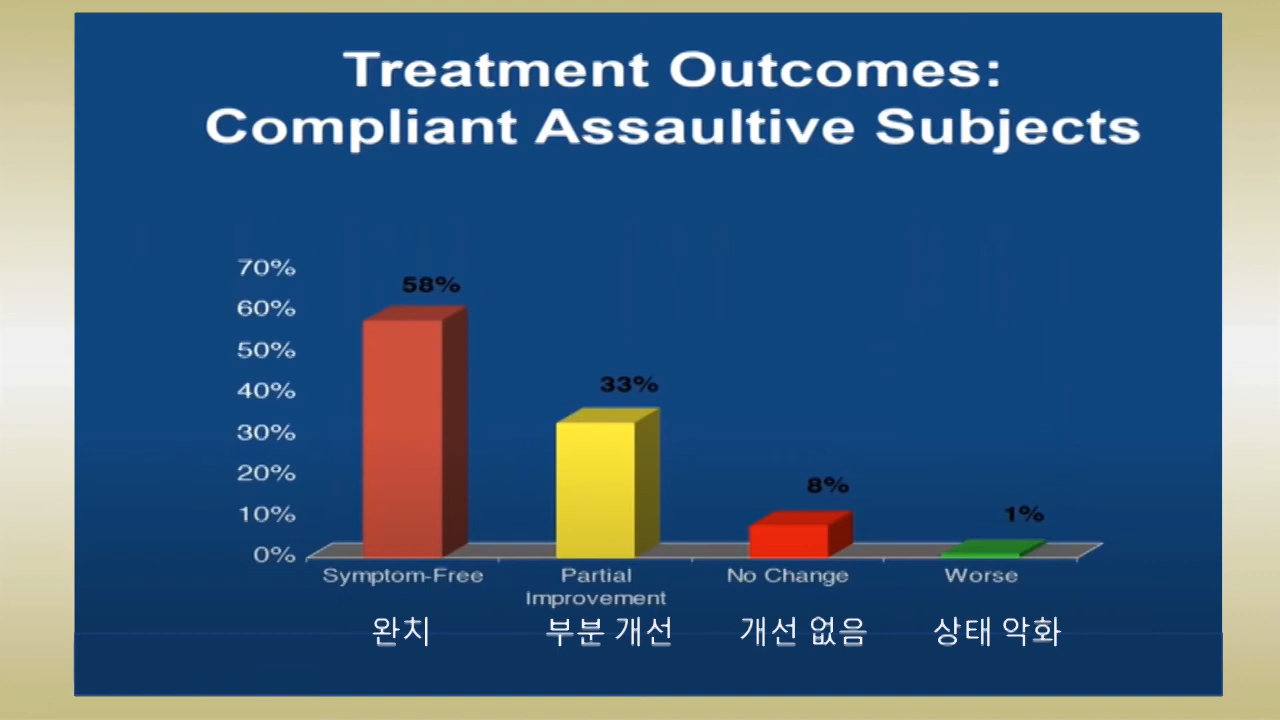 Treatment Outcomes:
Compliant Assaultive Subjects
70%
60%
50%
40%
30%
20%
10%
0%
58%
33%
8%
1%
Symptom-Free
Partial
Improvement
No Change
Worse
완치
부분 개선
개선 없음
상태 악화